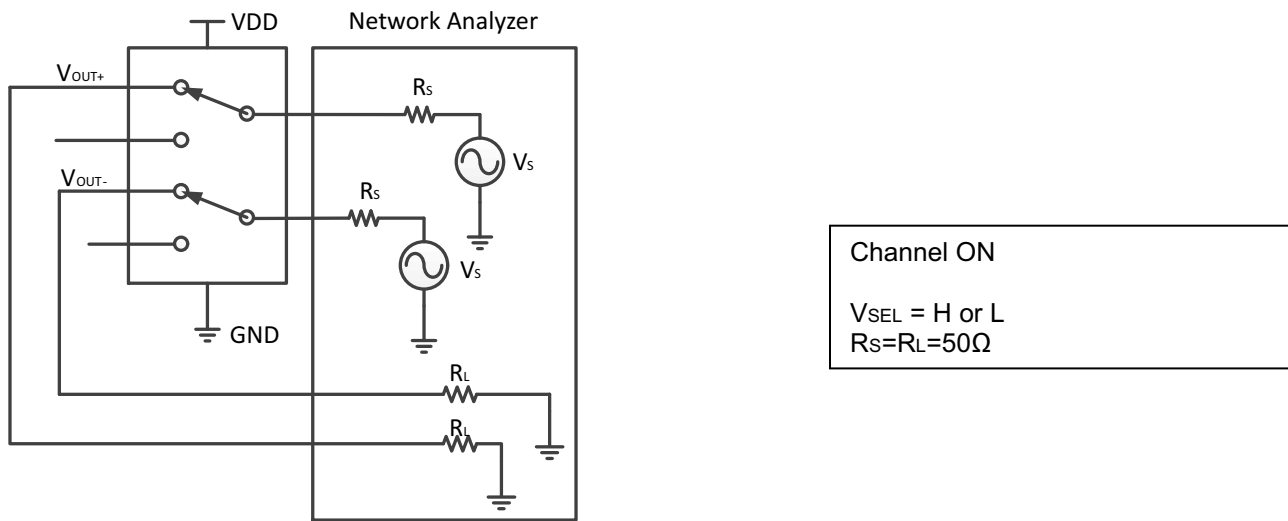 VDD
Network Analyzer
VOUT+
RS
VS
VOUT-
RS
VS
GND
RL
RL
Channel ON
VSEL = H or L
RS=RL=50Ω